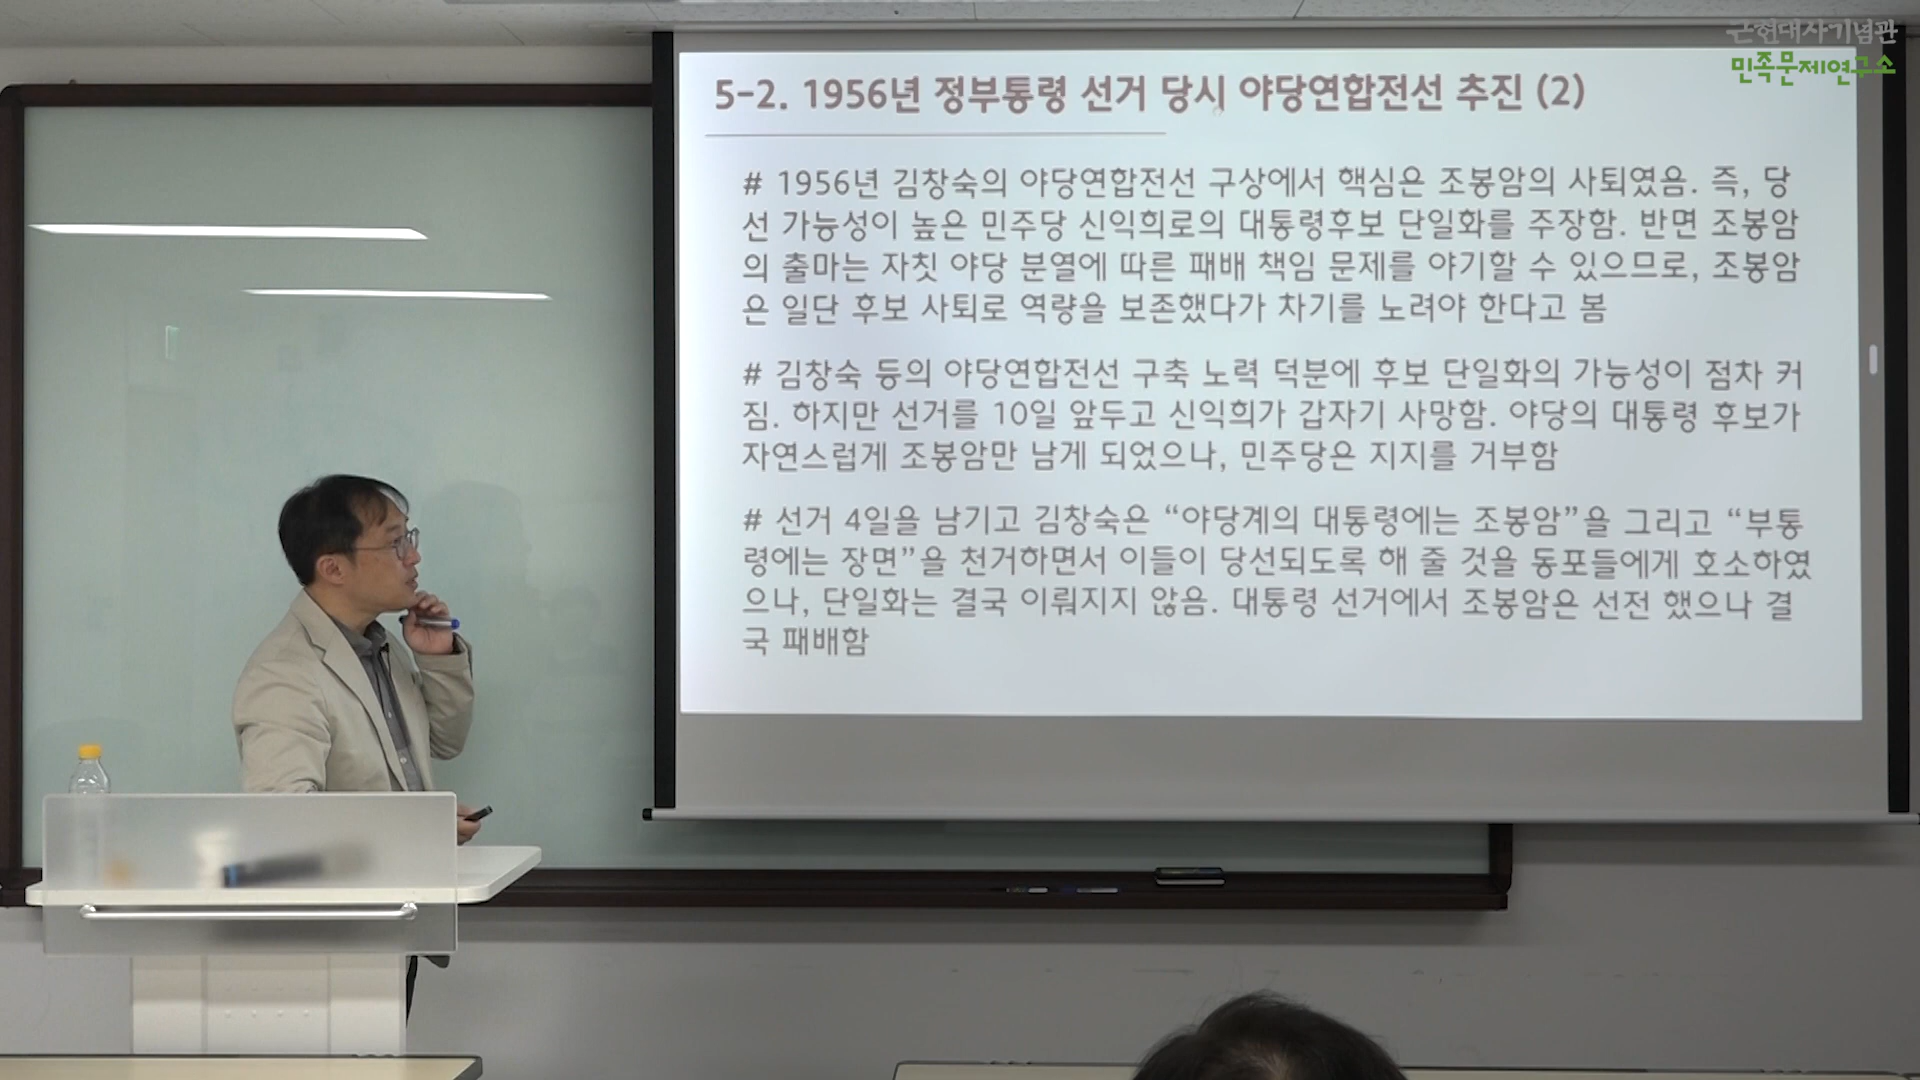 근현대사기념관
민족문제연구소
5-2. 1956년 정부통령 선거 당시 야당연합전선 추진 (2)
# 1956년 김창숙의 야당연합전선 구상에서 핵심은 조봉암의 사퇴였음. 즉, 당
선 가능성이 높은 민주당 신익희로의 대통령후보 단일화를 주장함. 반면 조봉암
의 출마는 자칫 야당 분열에 따른 패배 책임 문제를 야기할 수 있으므로, 조봉암
은 일단 후보 사퇴로 역량을 보존했다가 차기를 노려야 한다고 봄
# 김창숙 등의 야당연합전선 구축 노력 덕분에 후보 단일화의 가능성이 점차 커
짐. 하지만 선거를 10일 앞두고 신익희가 갑자기 사망함. 야당의 대통령 후보가
자연스럽게 조봉암만 남게 되었으나, 민주당은 지지를 거부함
# 선거 4일을 남기고 김창숙은 “야당계의 대통령에는 조봉암”을 그리고 “부통
령에는 장면”을 천거하면서 이들이 당선되도록 해 줄 것을 동포들에게 호소하였
으나, 단일화는 결국 이뤄지지 않음. 대통령 선거에서 조봉암은 선전 했으나 결
국 패배함